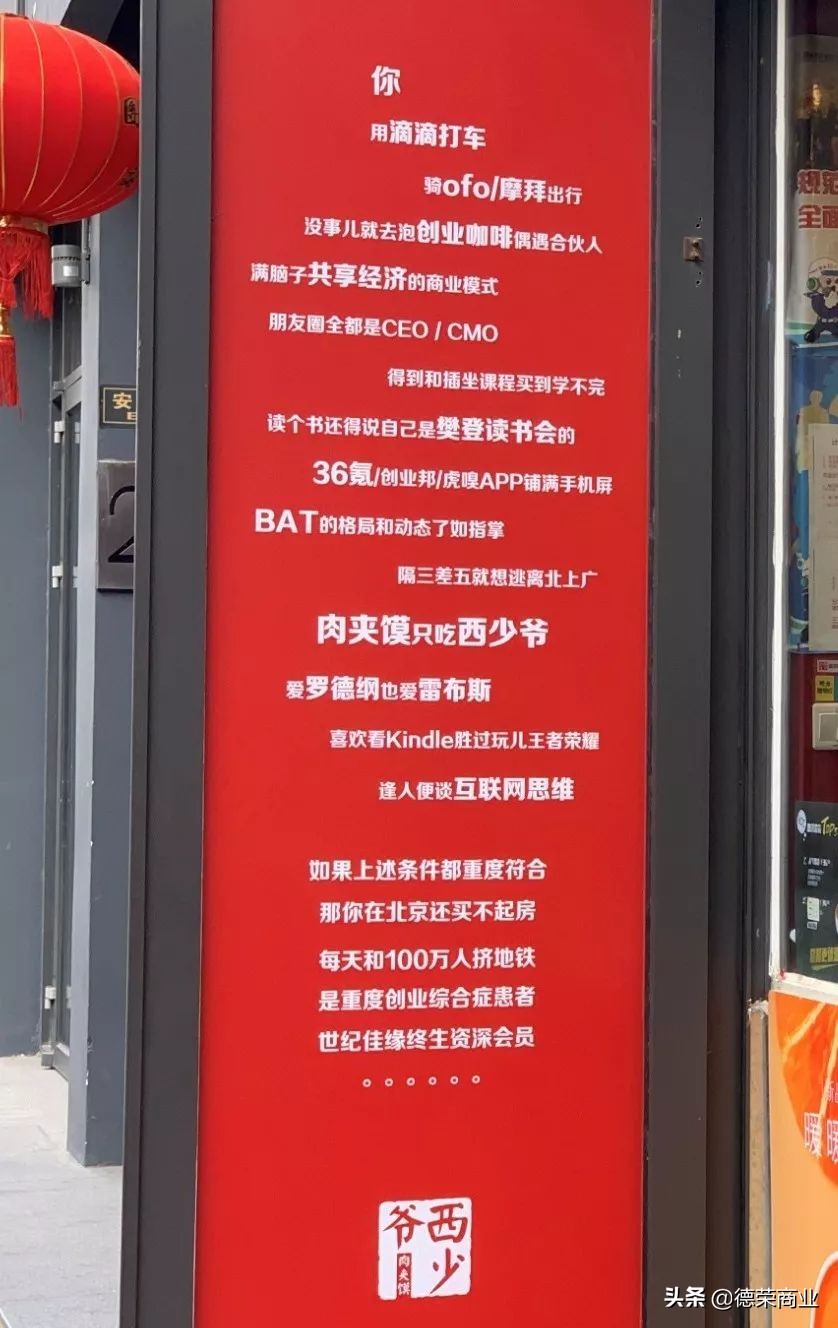 你
用滴滴打车
骑ofo/摩拜出行
没事儿就去泡创业咖啡偶遇合伙人
满脑子共享经济的商业模式
朋友圈全都是CEO / CMO
得到和插坐课程买到学不完
读个书还得说自己是樊登读书会的
36氪/创业邦/虎嗅APP铺满手机屏
BAT的格局和动态了如指掌
隔三差五就想逃离北上广
肉夹馍只吃西少爷
爱罗德纲也爱雷布斯
喜欢看Kindle胜过玩儿王者荣耀
逢人便谈互联网思维
如果上述条件都重度符合
那你在北京还买不起房
每天和100万人挤地铁
是重度创业综合症患者
世纪佳缘终生资深会员
。。。。。。
西少爷
肉夹馍
安
2
暖 暖
头条 @德荣商业